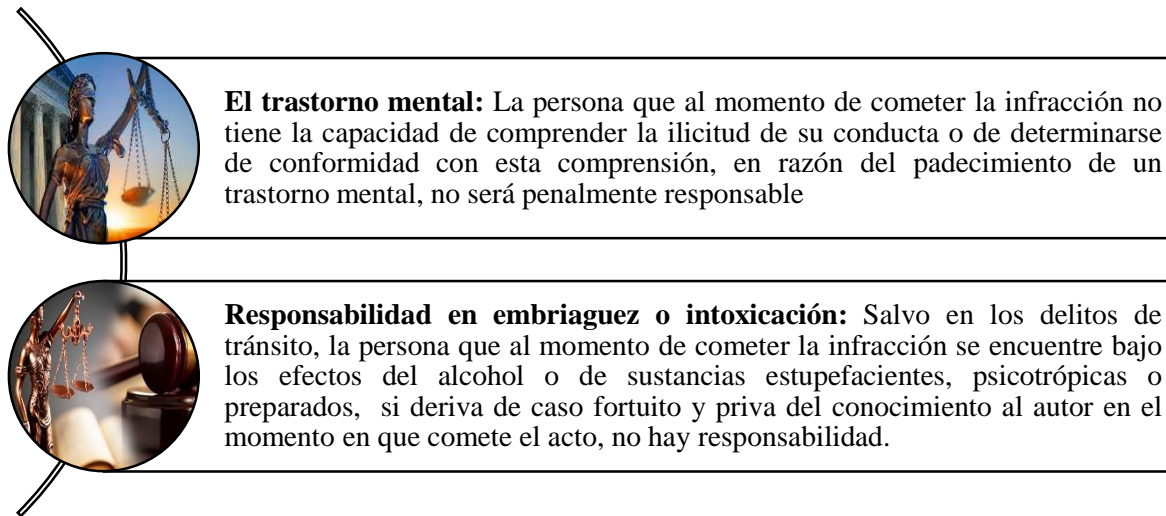 El trastorno mental: La persona que al momento de cometer la infracción no
tiene la capacidad de comprender la ilicitud de su conducta o de determinarse
de conformidad con esta comprensión, en razón del padecimiento de un
trastorno mental, no será penalmente responsable
Responsabilidad en embriaguez o intoxicación: Salvo en los delitos de
tránsito, la persona que al momento de cometer la infracción se encuentre bajo
los efectos del alcohol o de sustancias estupefacientes, psicotrópicas o
preparados, si deriva de caso fortuito y priva del conocimiento al autor en el
momento en que comete el acto, no hay responsabilidad.